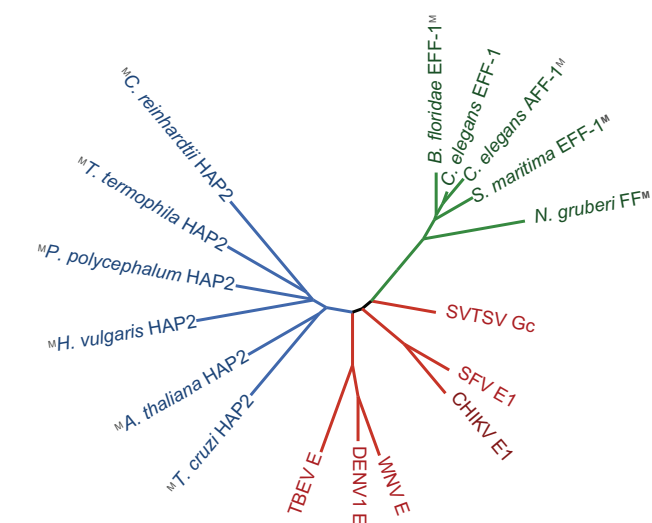 ᴹC. reinhardtii HAP2
ᴹT. termophila HAP2
ᴹP. polycephalum HAP2
ᴹH. vulgaris HAP2
ᴹA. thaliana HAP2
ᴹT. cruzi HAP2
B. floridae EFF-1ᴹ
C. elegans EFF-1
C. elegans AFF-1ᴹ
S. maritima EFF-1ᴹ
N. gruberi FFᴹ
SVTSV Gc
SFV E1
CHIKV E1
WNV E
DENV1 E
TBEV E